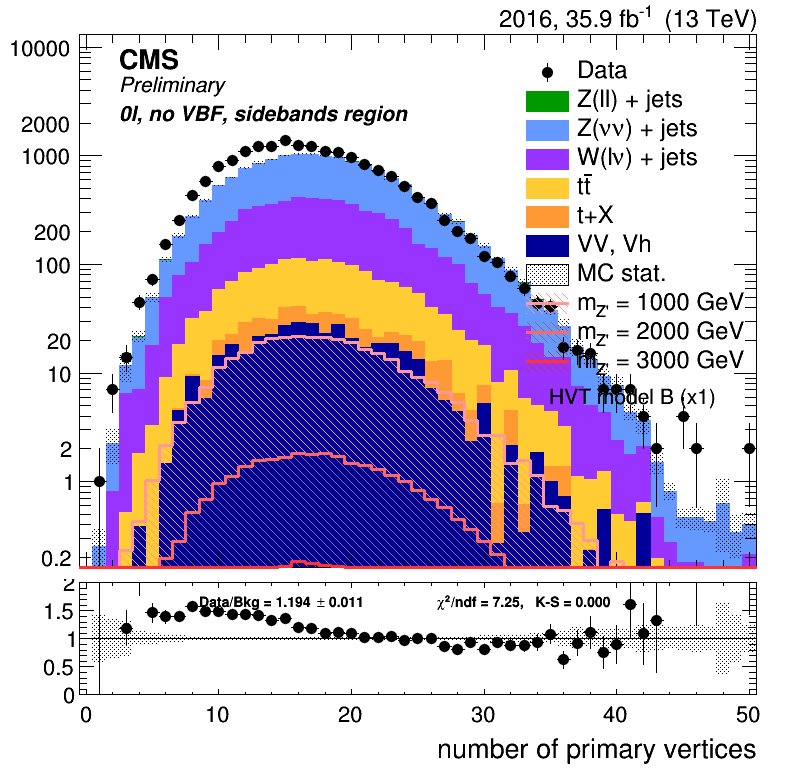 2016, 35.9 fb⁻¹ (13 TeV)
CMS
Preliminary
0l, no VBF, sidebands region
Data
Z(ll) + jets
Z(νν) + jets
W(lν) + jets
tt̄
t+X
VV, Vh
MC stat.
m_Z' = 1000 GeV
m_Z' = 2000 GeV
m_Z' = 3000 GeV
HVT model B (x1)
10000
2000
1000
200
100
20
10
2
1
0.2
Data/Bkg = 1.194 ± 0.011
χ²/ndf = 7.25, K-S = 0.000
2
1.5
1
0.5
0
0 10 20 30 40 50
number of primary vertices